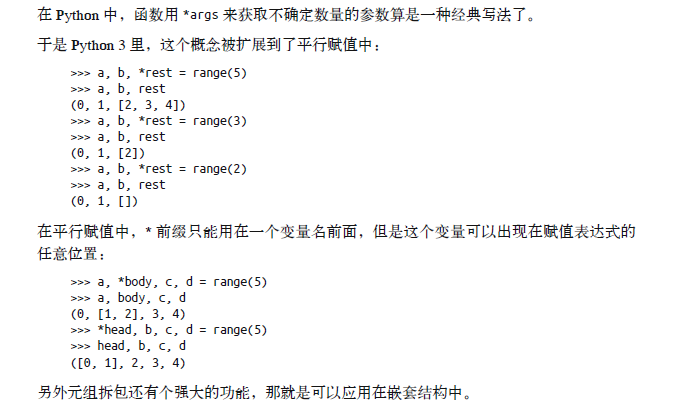 在 Python 中，函数用 *args 来获取不确定数量的参数算是一种经典写法了。
于是 Python 3 里，这个概念被扩展到了平行赋值中：
>>> a, b, *rest = range(5)
>>> a, b, rest
(0, 1, [2, 3, 4])
>>> a, b, *rest = range(3)
>>> a, b, rest
(0, 1, [2])
>>> a, b, *rest = range(2)
>>> a, b, rest
(0, 1, [])
在平行赋值中，* 前缀只能用在一个变量名前面，但是这个变量可以出现在赋值表达式的
任意位置：
>>> a, *body, c, d = range(5)
>>> a, body, c, d
(0, [1, 2], 3, 4)
>>> *head, b, c, d = range(5)
>>> head, b, c, d
([0, 1], 2, 3, 4)
另外元组拆包还有个强大的功能，那就是可以应用在嵌套结构中。